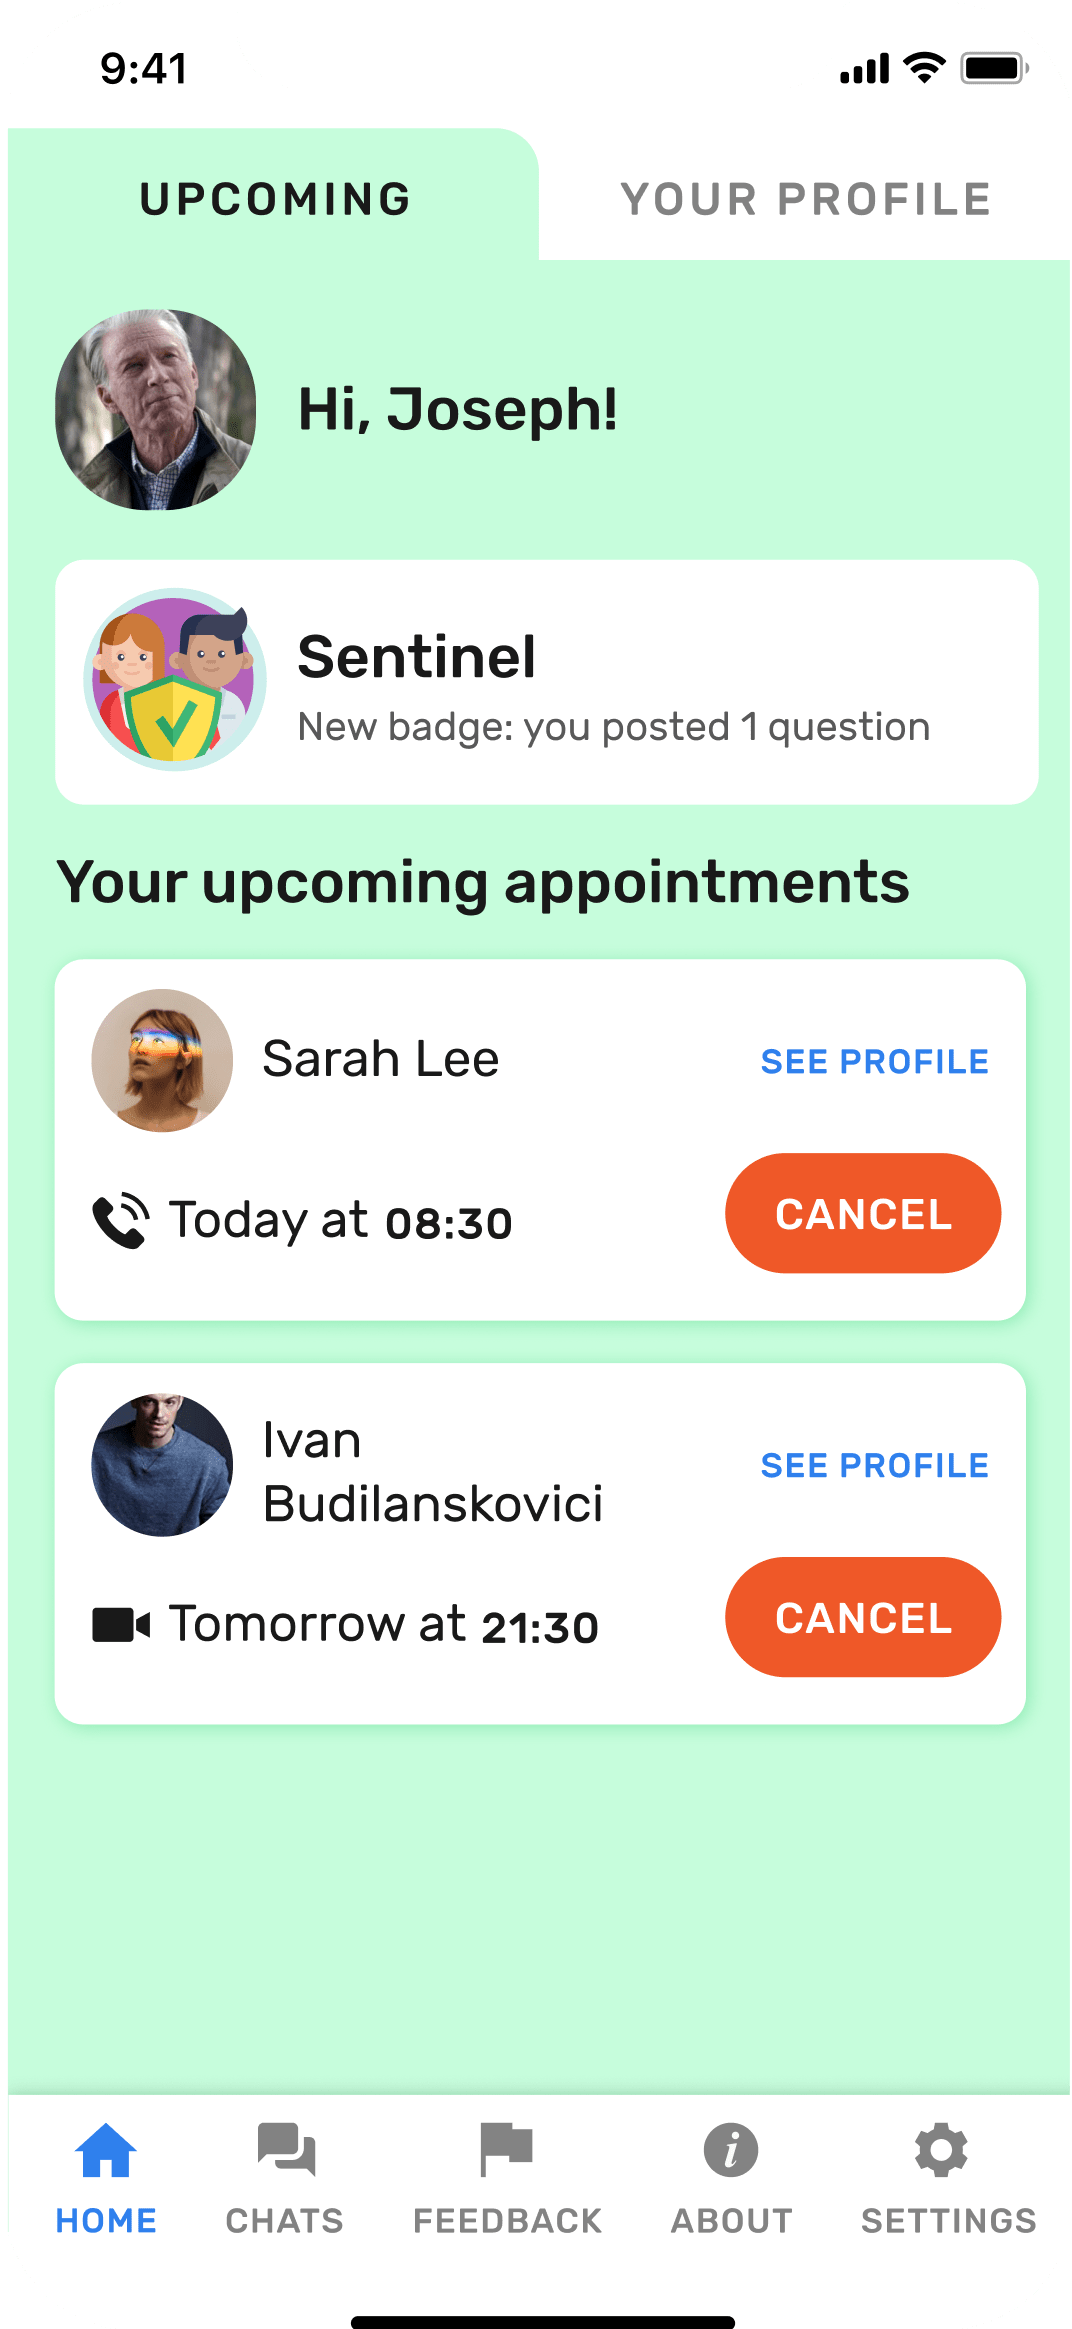 9:41
UPCOMING
YOUR PROFILE
Hi, Joseph!
Sentinel
New badge: you posted 1 question
Your upcoming appointments
Sarah Lee
SEE PROFILE
Today at 08:30
CANCEL
Ivan
Budilanskovici
SEE PROFILE
Tomorrow at 21:30
CANCEL
HOME
CHATS
FEEDBACK
ABOUT
SETTINGS